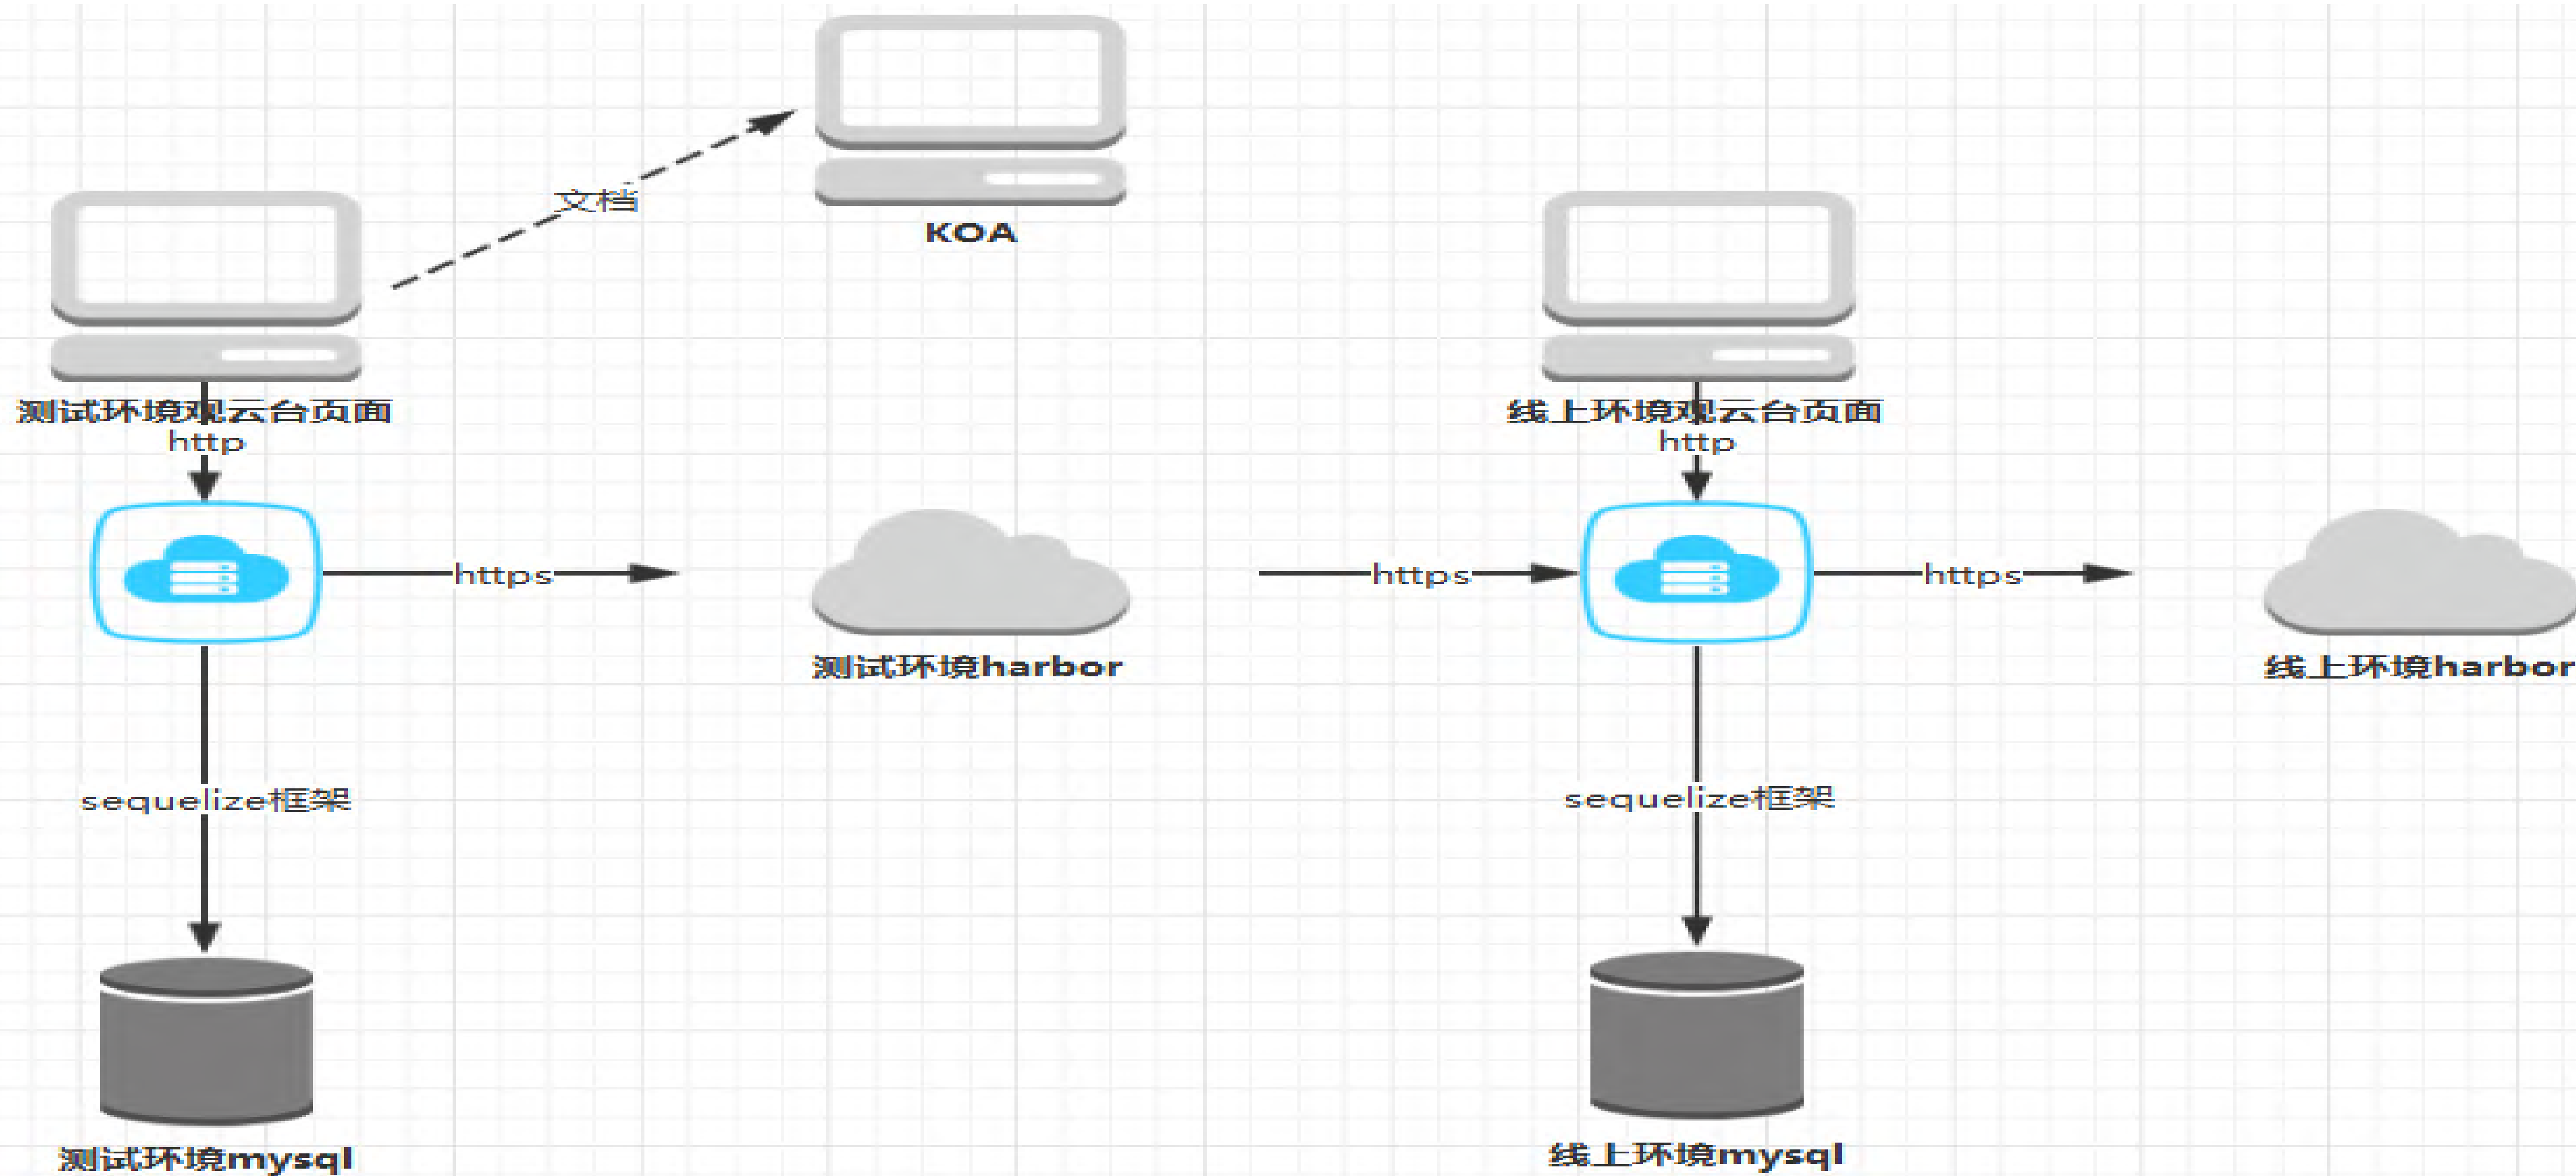 文档
KOA
测试环境观云台页面
http
线上环境观云台页面
http
https
https
https
测试环境harbor
线上环境harbor
sequelize框架
sequelize框架
测试环境mysql
线上环境mysql